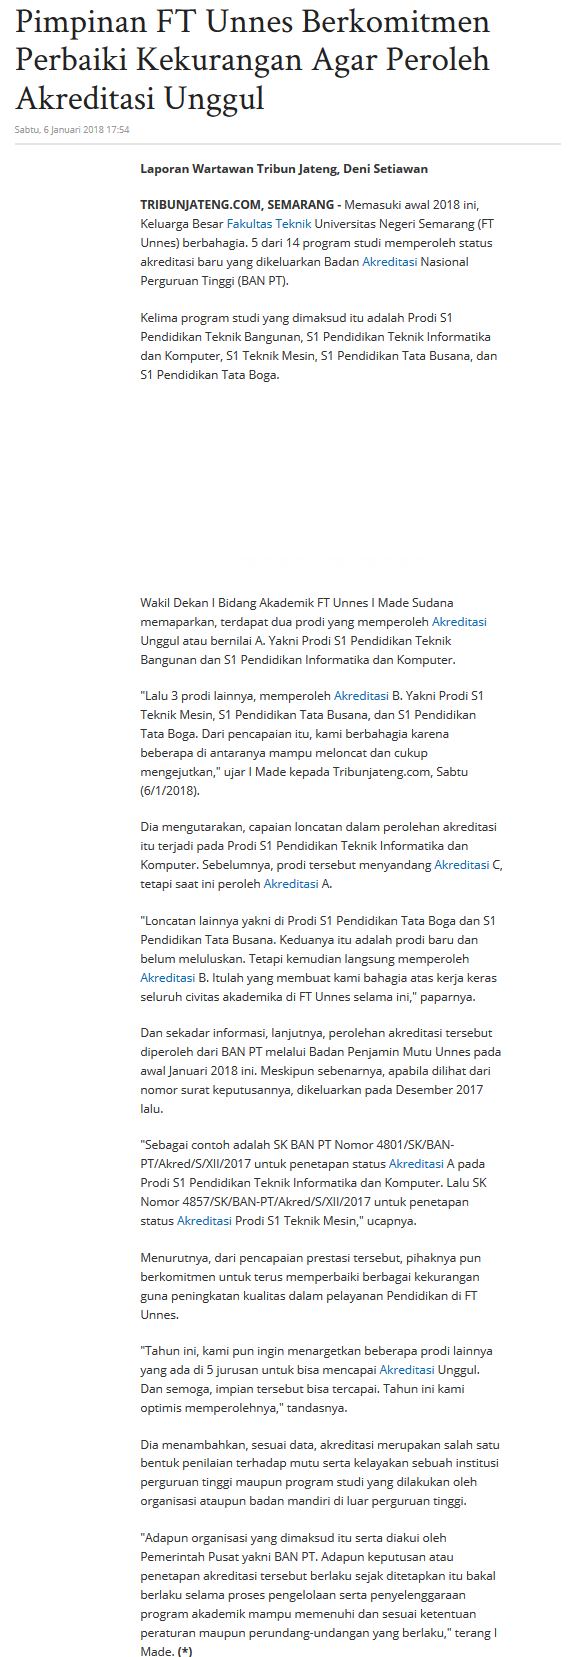 Pimpinan FT Unnes Berkomitmen
Perbaiki Kekurangan Agar Peroleh
Akreditasi Unggul
Sabtu, 6 Januari 2018 17:54
Laporan Wartawan Tribun Jateng, Deni Setiawan
TRIBUNJATENG.COM, SEMARANG - Memasuki awal 2018 ini,
Keluarga Besar Fakultas Teknik Universitas Negeri Semarang (FT
Unnes) berbahagia. 5 dari 14 program studi memperoleh status
akreditasi baru yang dikeluarkan Badan Akreditasi Nasional
Perguruan Tinggi (BAN PT).
Kelima program studi yang dimaksud itu adalah Prodi S1
Pendidikan Teknik Bangunan, S1 Pendidikan Teknik Informatika
dan Komputer, S1 Teknik Mesin, S1 Pendidikan Tata Busana, dan
S1 Pendidikan Tata Boga.
Wakil Dekan I Bidang Akademik FT Unnes I Made Sudana
memaparkan, terdapat dua prodi yang memperoleh Akreditasi
Unggul atau bernilai A. Yakni Prodi S1 Pendidikan Teknik
Bangunan dan S1 Pendidikan Informatika dan Komputer.
"Lalu 3 prodi lainnya, memperoleh Akreditasi B. Yakni Prodi S1
Teknik Mesin, S1 Pendidikan Tata Busana, dan S1 Pendidikan
Tata Boga. Dari pencapaian itu, kami berbahagia karena
beberapa di antaranya mampu meloncat dan cukup
mengejutkan," ujar I Made kepada Tribunjateng.com, Sabtu
(6/1/2018).
Dia mengutarakan, capaian loncatan dalam perolehan akreditasi
itu terjadi pada Prodi S1 Pendidikan Teknik Informatika dan
Komputer. Sebelumnya, prodi tersebut menyandang Akreditasi C,
tetapi saat ini peroleh Akreditasi A.
"Loncatan lainnya yakni di Prodi S1 Pendidikan Tata Boga dan S1
Pendidikan Tata Busana. Keduanya itu adalah prodi baru dan
belum meluluskan. Tetapi kemudian langsung memperoleh
Akreditasi B. Itulah yang membuat kami bahagia atas kerja keras
seluruh civitas akademika di FT Unnes selama ini," paparnya.
Dan sekadar informasi, lanjutnya, perolehan akreditasi tersebut
diperoleh dari BAN PT melalui Badan Penjamin Mutu Unnes pada
awal Januari 2018 ini. Meskipun sebenarnya, apabila dilihat dari
nomor surat keputusannya, dikeluarkan pada Desember 2017
lalu.
"Sebagai contoh adalah SK BAN PT Nomor 4801/SK/BAN-
PT/Akred/S/XII/2017 untuk penetapan status Akreditasi A pada
Prodi S1 Pendidikan Teknik Informatika dan Komputer. Lalu SK
Nomor 4857/SK/BAN-PT/Akred/S/XII/2017 untuk penetapan
status Akreditasi Prodi S1 Teknik Mesin," ucapnya.
Menurutnya, dari pencapaian prestasi tersebut, pihaknya pun
berkomitmen untuk terus memperbaiki berbagai kekurangan
guna peningkatan kualitas dalam pelayanan Pendidikan di FT
Unnes.
"Tahun ini, kami pun ingin menargetkan beberapa prodi lainnya
yang ada di 5 jurusan untuk bisa mencapai Akreditasi Unggul.
Dan semoga, impian tersebut bisa tercapai. Tahun ini kami
optimis memperolehnya," tandasnya.
Dia menambahkan, sesuai data, akreditasi merupakan salah satu
bentuk penilaian terhadap mutu serta kelayakan sebuah institusi
perguruan tinggi maupun program studi yang dilakukan oleh
organisasi ataupun badan mandiri di luar perguruan tinggi.
"Adapun organisasi yang dimaksud itu serta diakui oleh
Pemerintah Pusat yakni BAN PT. Adapun keputusan atau
penetapan akreditasi tersebut berlaku sejak ditetapkan itu bakal
berlaku selama proses pengelolaan serta penyelenggaraan
program akademik mampu memenuhi dan sesuai ketentuan
peraturan maupun perundang-undangan yang berlaku," terang I
Made. (*)